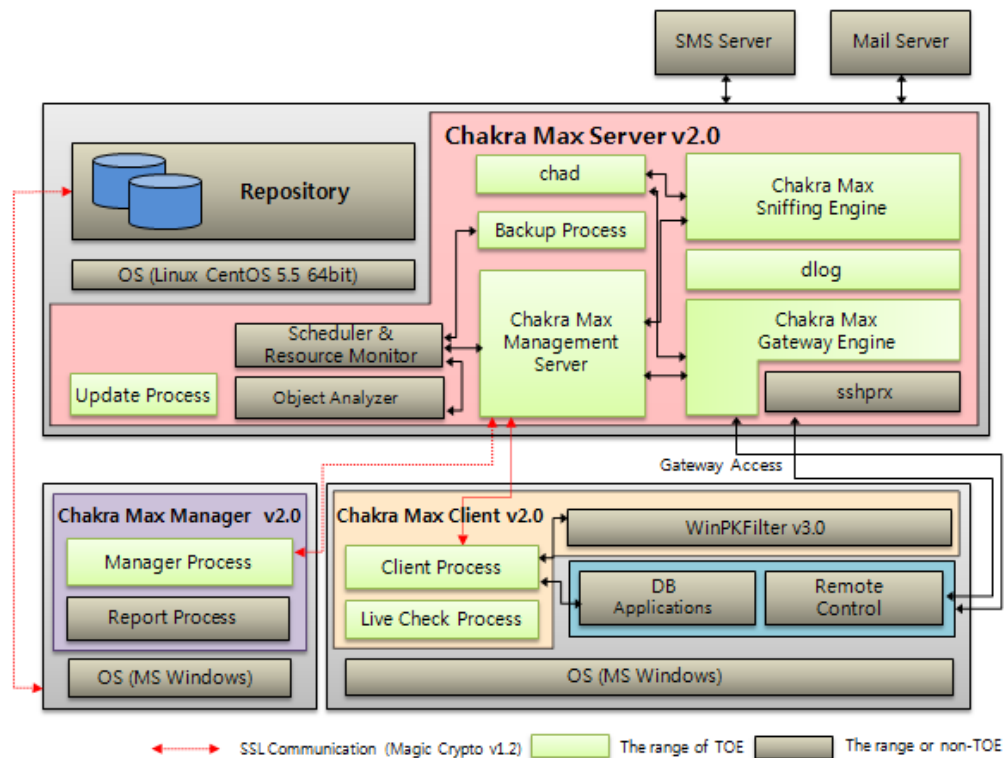 SMS Server
Mail Server
Chakra Max Server v2.0
Repository
chad
Chakra Max
Sniffing Engine
Backup Process
OS (Linux CentOS 5.5 64bit)
dlog
Chakra Max
Management
Server
Chakra Max
Gateway Engine
Scheduler &
Resource Monitor
Update Process
Object Analyzer
sshprx
Gateway Access
Chakra Max Manager v2.0
Manager Process
Report Process
OS (MS Windows)
Chakra Max Client v2.0
WinPKFilter v3.0
Client Process
DB
Applications
Remote
Control
Live Check Process
OS (MS Windows)
SSL Communication (Magic Crypto v1.2)
The range of TOE
The range or non-TOE